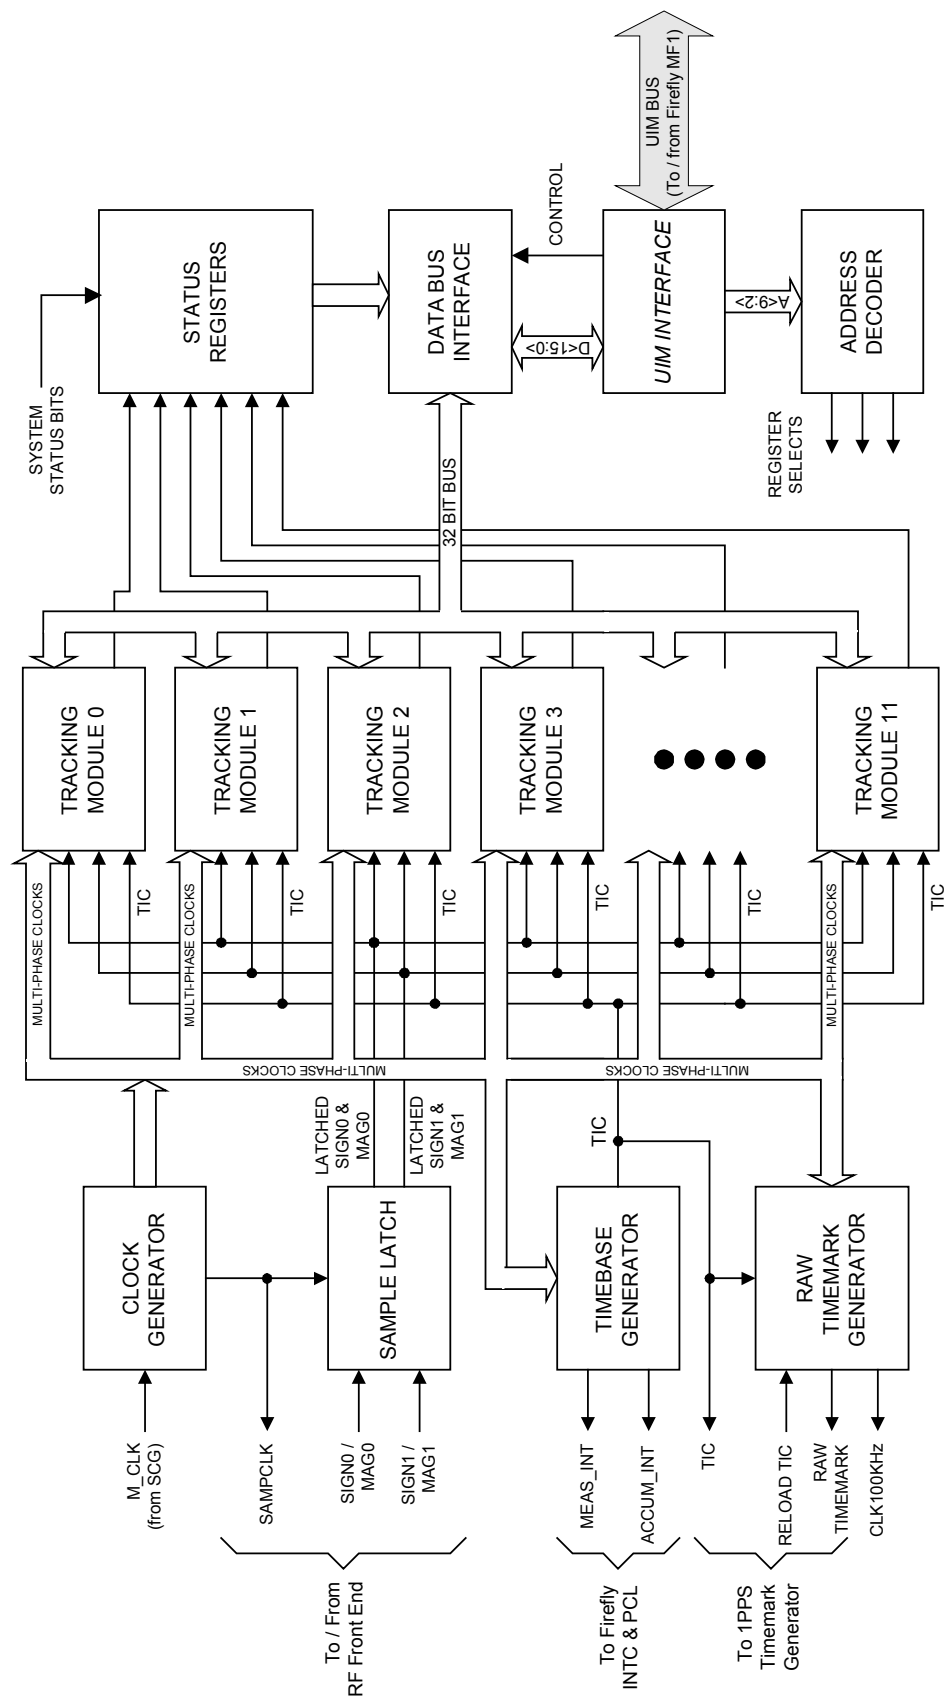 M_CLK
(from SCG)
SAMPCLK
SIGN0 /
MAG0
SIGN1 /
MAG1
MEAS_INT
ACCUM_INT
TIC
RELOAD TIC
RAW
TIMEMARK
CLK100KHz
To / From
RF Front End
To Firefly
INTC & PCL
To 1PPS
Timemark
Generator
CLOCK
GENERATOR
SAMPLE LATCH
TIMEBASE
GENERATOR
RAW
TIMEMARK
GENERATOR
LATCHED
SIGN0 &
MAG0
LATCHED
SIGN1 &
MAG1
TIC
MULTI-PHASE CLOCKS
MULTI-PHASE CLOCKS
MULTI-PHASE CLOCKS
MULTI-PHASE CLOCKS
MULTI-PHASE CLOCKS
TIC
TIC
TIC
TIC
TIC
TIC
TRACKING
MODULE 0
TRACKING
MODULE 1
TRACKING
MODULE 2
TRACKING
MODULE 3
TRACKING
MODULE 11
32 BIT BUS
SYSTEM
STATUS BITS
STATUS
REGISTERS
DATA BUS
INTERFACE
D<15:0>
CONTROL
UIM INTERFACE
A<9:2>
ADDRESS
DECODER
REGISTER
SELECTS
UIM BUS
(To / from Firefly MF1)